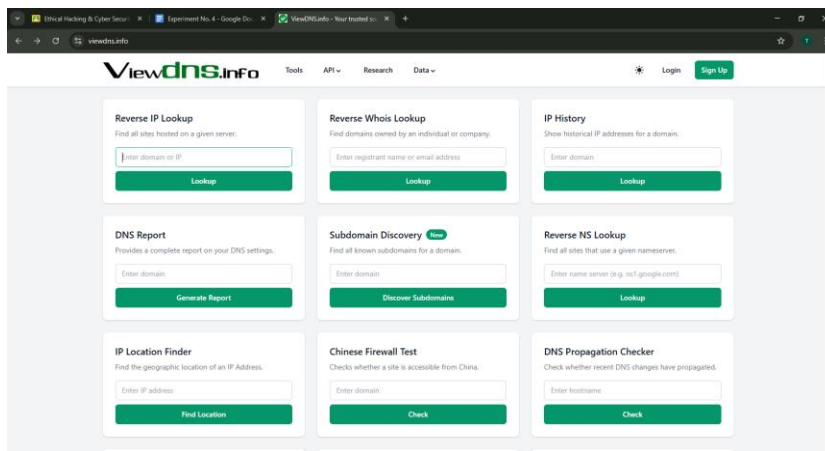 Ethical Hacking & Cyber Securi
Experiment No. 4 - Google Doc
ViewDNS.info - Your trusted so
viewdns.info
T
Viewdns.info
Tools
API
Research
Data
Login
Sign Up
Reverse IP Lookup
Find all sites hosted on a given server.
Enter domain or IP
Lookup
Reverse Whois Lookup
Find domains owned by an individual or company.
Enter registrant name or email address
Lookup
IP History
Show historical IP addresses for a domain.
Enter domain
Lookup
DNS Report
Provides a complete report on your DNS settings.
Enter domain
Generate Report
Subdomain Discovery New
Find all known subdomains for a domain.
Enter domain
Discover Subdomains
Reverse NS Lookup
Find all sites that use a given nameserver.
Enter name server (e.g. ns1.google.com)
Lookup
IP Location Finder
Find the geographic location of an IP Address.
Enter IP address
Find Location
Chinese Firewall Test
Checks whether a site is accessible from China.
Enter domain
Check
DNS Propagation Checker
Check whether recent DNS changes have propagated.
Enter hostname
Check